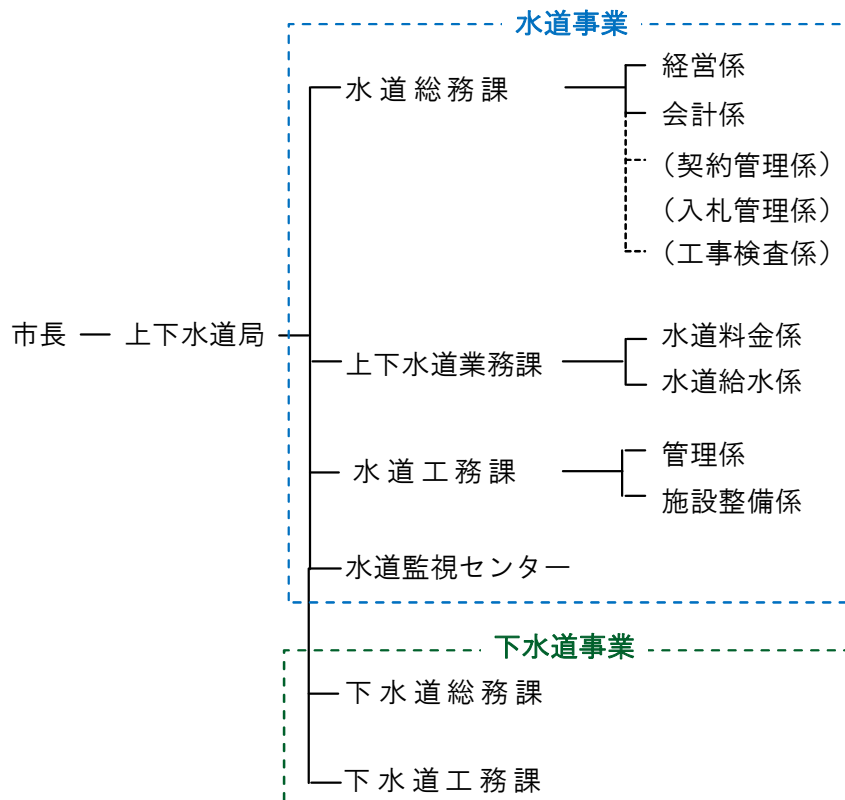 水道事業
水道総務課
経営係
会計係
（契約管理係）
（入札管理係）
（工事検査係）
市長 ― 上下水道局
上下水道業務課
水道料金係
水道給水係
水道工務課
管理係
施設整備係
水道監視センター
下水道事業
下水道総務課
下水道工務課